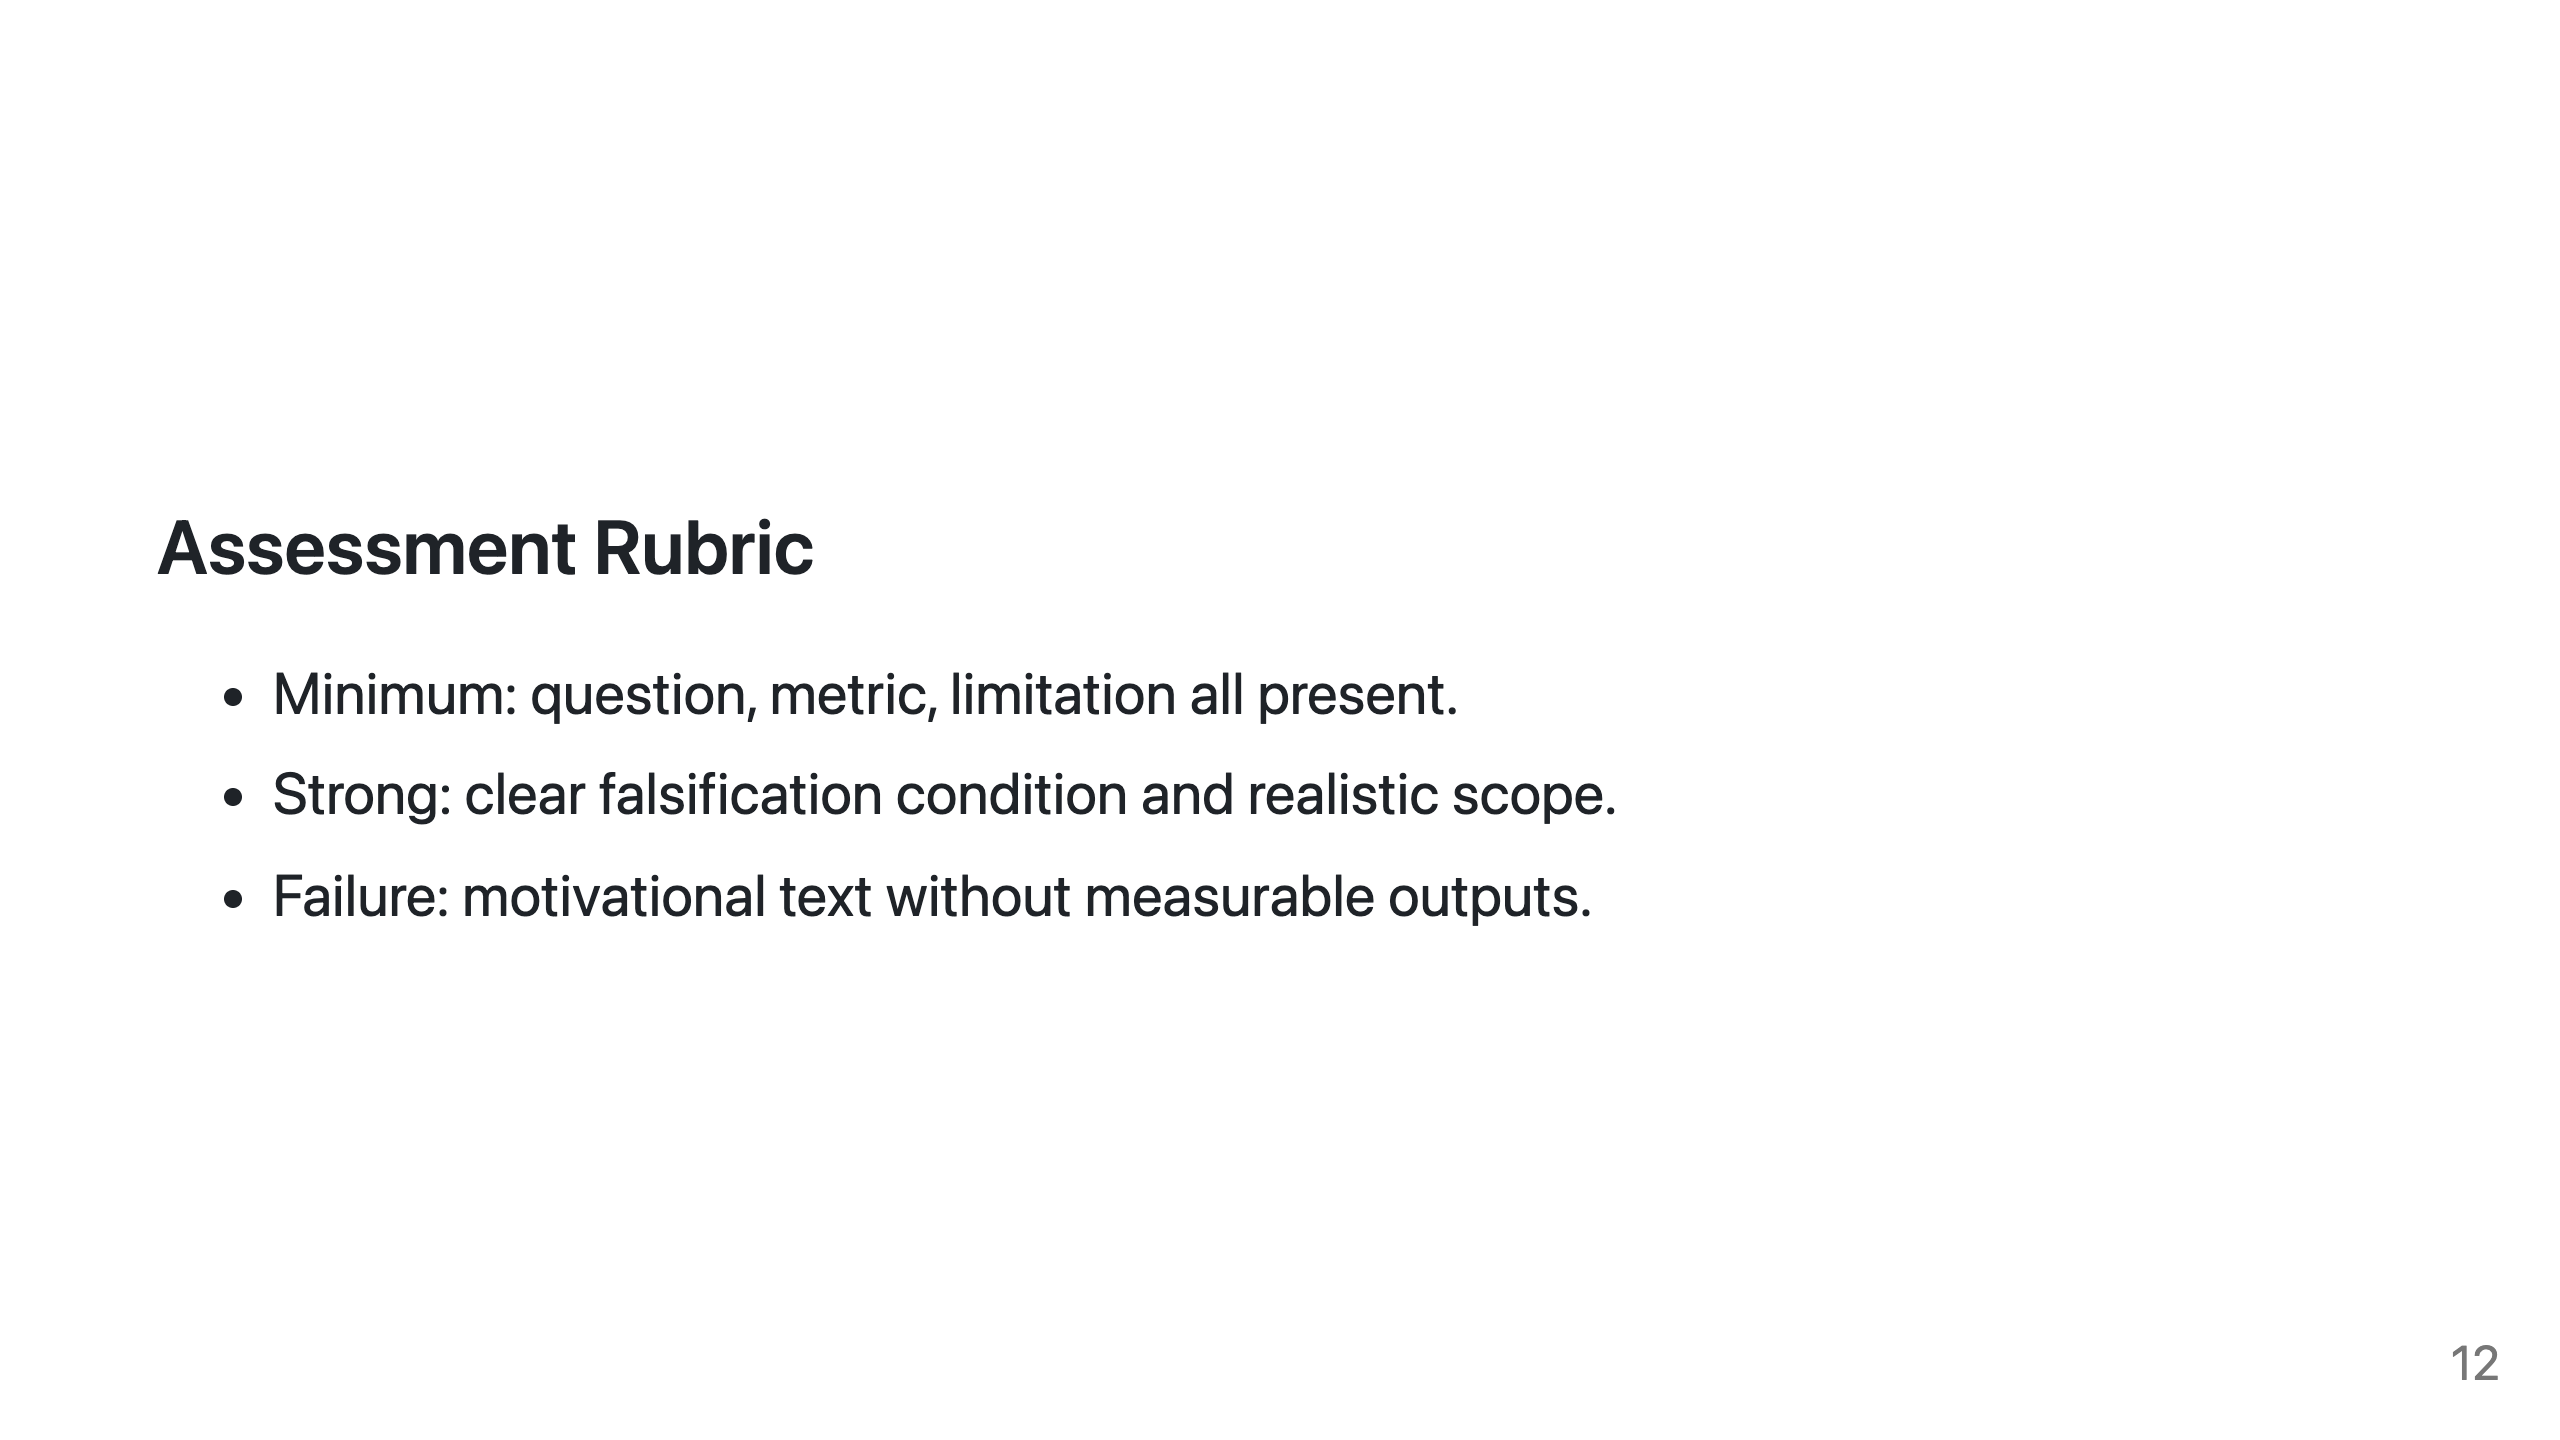 Assessment Rubric
• Minimum: question, metric, limitation all present.
• Strong: clear falsification condition and realistic scope.
• Failure: motivational text without measurable outputs.
12